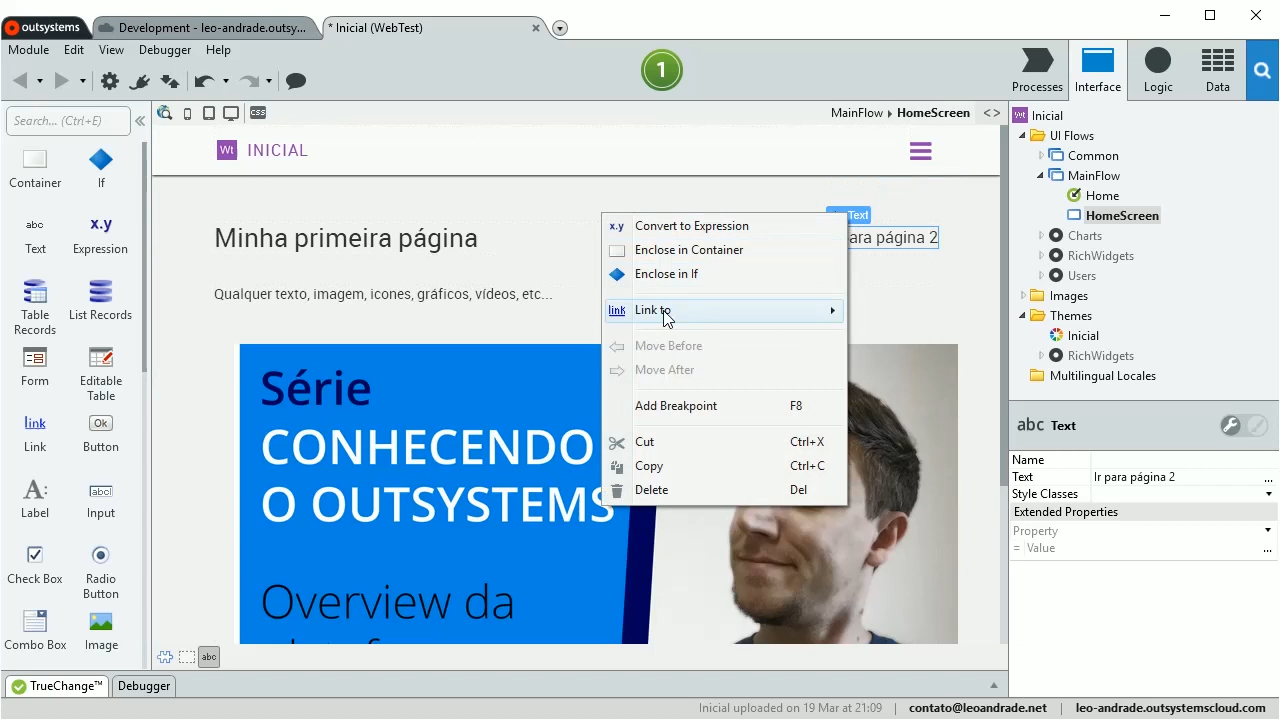 outsystems
Development - leo-andrade.outsy...
* Inicial (WebTest)
Module Edit View Debugger Help
1
Processes
Interface
Logic
Data
Search... (Ctrl+E)
css
MainFlow HomeScreen
Container
If
abc
Text
x.y
Expression
Table Records
List Records
Form
Editable Table
link
Link
Ok
Button
A:
Label
abc
Input
Check Box
Radio Button
Combo Box
Image
Wt INICIAL
Minha primeira página
Qualquer texto, imagem, icones, gráficos, vídeos, etc...
Text
para página 2
Série
CONHECENDO
O OUTSYSTEMS
Overview da
x.y Convert to Expression
Enclose in Container
Enclose in If
link Link to
Move Before
Move After
Add Breakpoint F8
Cut Ctrl+X
Copy Ctrl+C
Delete Del
abc
Wt Inicial
UI Flows
Common
MainFlow
Home
HomeScreen
Charts
RichWidgets
Users
Images
Themes
Inicial
RichWidgets
Multilingual Locales
abc Text
Name
Text Ir para página 2 ...
Style Classes
Extended Properties
Property
= Value ...
TrueChange™ Debugger
Inicial uploaded on 19 Mar at 21:09 contato@leoandrade.net leo-andrade.outsystemscloud.com